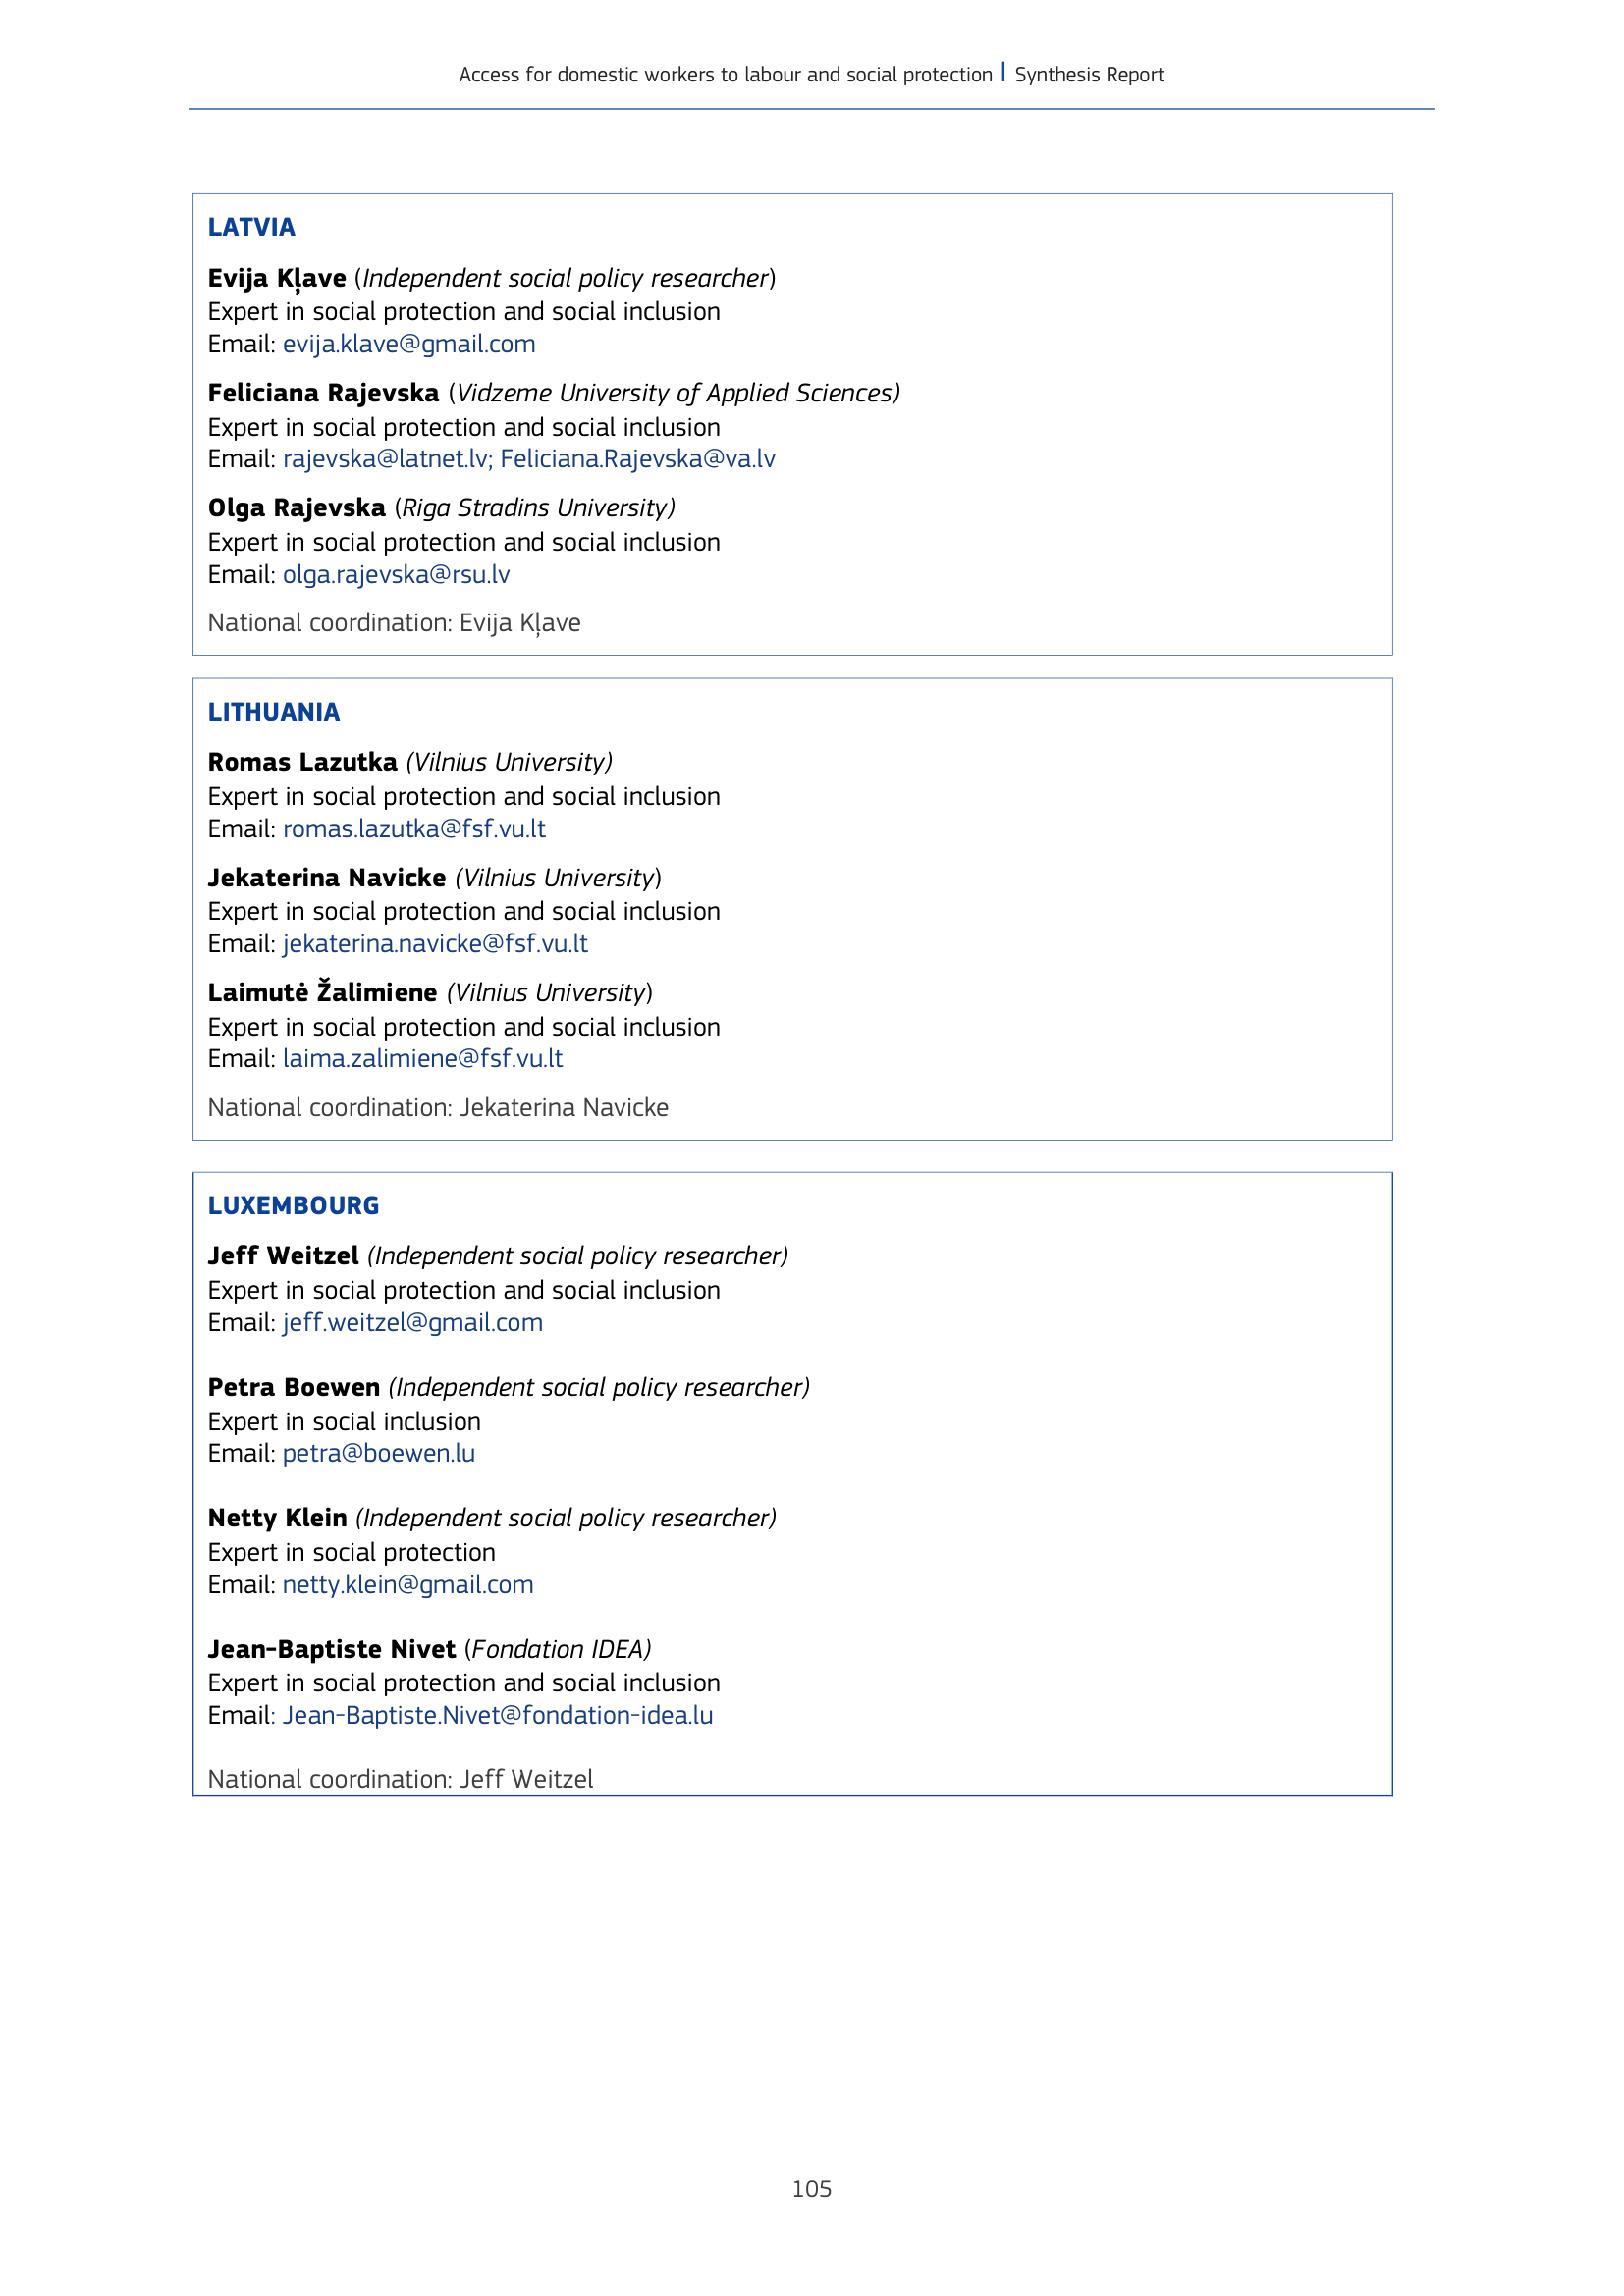 Access for domestic workers to labour and social protection | Synthesis Report
LATVIA
Evija Kļave (Independent social policy researcher)
Expert in social protection and social inclusion
Email: evija.klave@gmail.com
Feliciana Rajevska (Vidzeme University of Applied Sciences)
Expert in social protection and social inclusion
Email: rajevska@latnet.lv; Feliciana.Rajevska@va.lv
Olga Rajevska (Riga Stradins University)
Expert in social protection and social inclusion
Email: olga.rajevska@rsu.lv
National coordination: Evija Kļave
LITHUANIA
Romas Lazutka (Vilnius University)
Expert in social protection and social inclusion
Email: romas.lazutka@fsf.vu.lt
Jekaterina Navicke (Vilnius University)
Expert in social protection and social inclusion
Email: jekaterina.navicke@fsf.vu.lt
Laimutė Žalimiene (Vilnius University)
Expert in social protection and social inclusion
Email: laima.zalimiene@fsf.vu.lt
National coordination: Jekaterina Navicke
LUXEMBOURG
Jeff Weitzel (Independent social policy researcher)
Expert in social protection and social inclusion
Email: jeff.weitzel@gmail.com
Petra Boewen (Independent social policy researcher)
Expert in social inclusion
Email: petra@boewen.lu
Netty Klein (Independent social policy researcher)
Expert in social protection
Email: netty.klein@gmail.com
Jean-Baptiste Nivet (Fondation IDEA)
Expert in social protection and social inclusion
Email: Jean-Baptiste.Nivet@fondation-idea.lu
National coordination: Jeff Weitzel
105